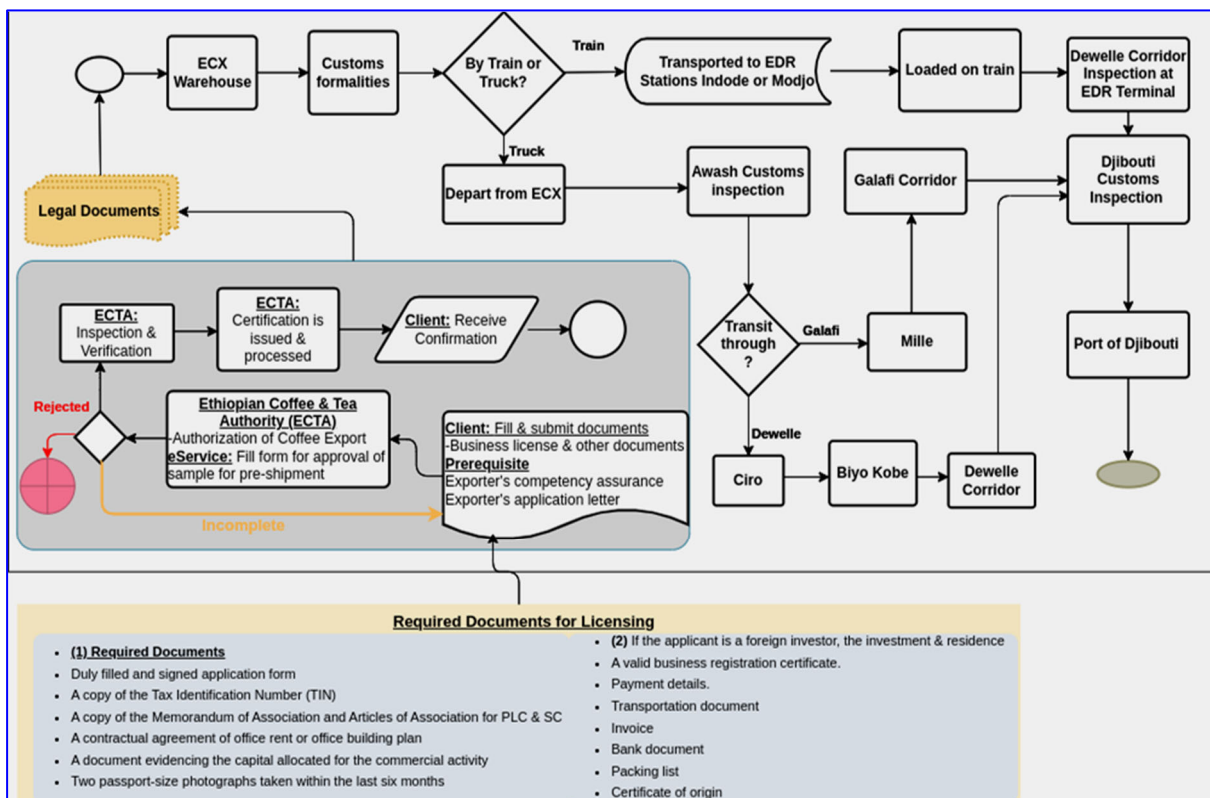 ECX
Warehouse
Customs
formalities
By Train or
Truck?
Train
Transported to EDR
Stations Indode or Modjo
Loaded on train
Dewelle Corridor
Inspection at
EDR Terminal
Truck
Depart from ECX
Awash Customs
inspection
Galafi Corridor
Djibouti
Customs
Inspection
Legal Documents
Transit
through
?
Galafi
Mille
Port of Djibouti
Dewelle
Ciro
Biyo Kobe
Dewelle
Corridor
ECTA:
Inspection &
Verification
ECTA:
Certification is
issued &
processed
Client: Receive
Confirmation
Rejected
Ethiopian Coffee & Tea
Authority (ECTA)
-Authorization of Coffee Export
eService: Fill form for approval of
sample for pre-shipment
Client: Fill & submit documents
-Business license & other documents
Prerequisite
Exporter's competency assurance
Exporter's application letter
Incomplete
Required Documents for Licensing
• (1) Required Documents
• Duly filled and signed application form
• A copy of the Tax Identification Number (TIN)
• A copy of the Memorandum of Association and Articles of Association for PLC & SC
• A contractual agreement of office rent or office building plan
• A document evidencing the capital allocated for the commercial activity
• Two passport-size photographs taken within the last six months
• (2) If the applicant is a foreign investor, the investment & residence
• A valid business registration certificate.
• Payment details.
• Transportation document
• Invoice
• Bank document
• Packing list
• Certificate of origin